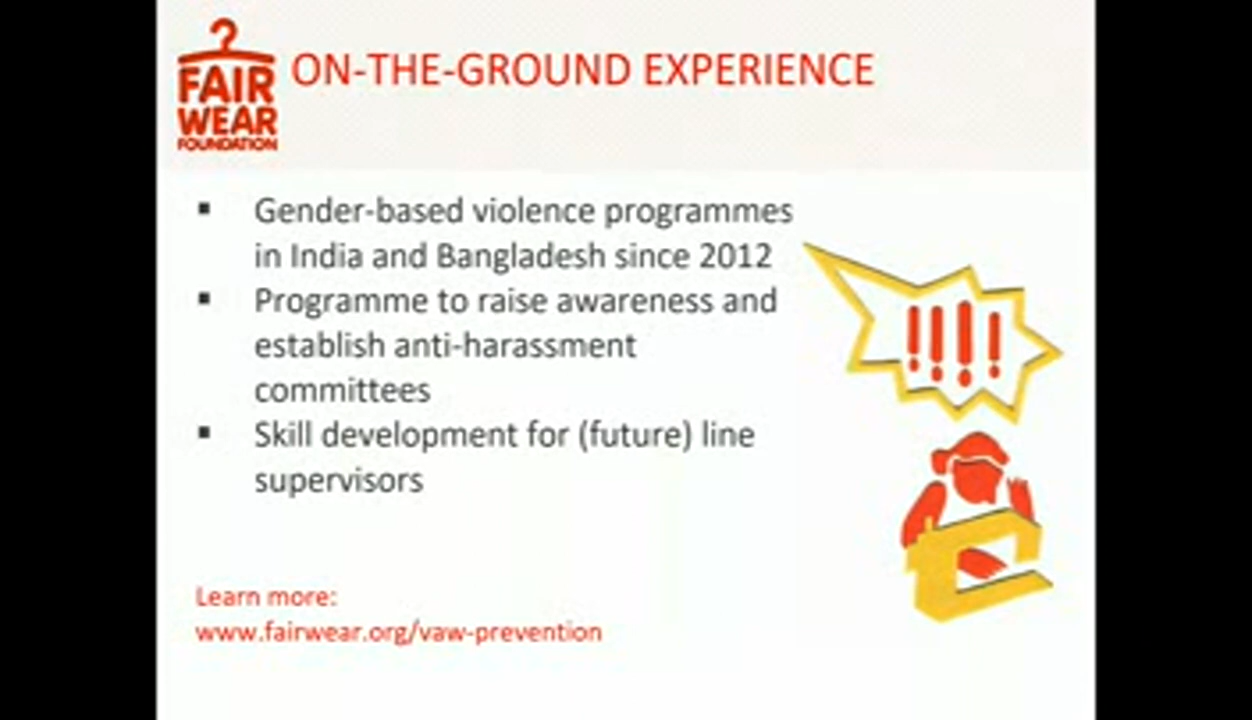 FAIR
WEAR
FOUNDATION
ON-THE-GROUND EXPERIENCE
▪ Gender-based violence programmes
in India and Bangladesh since 2012
▪ Programme to raise awareness and
establish anti-harassment
committees
▪ Skill development for (future) line
supervisors
!!!!
Learn more:
www.fairwear.org/vaw-prevention